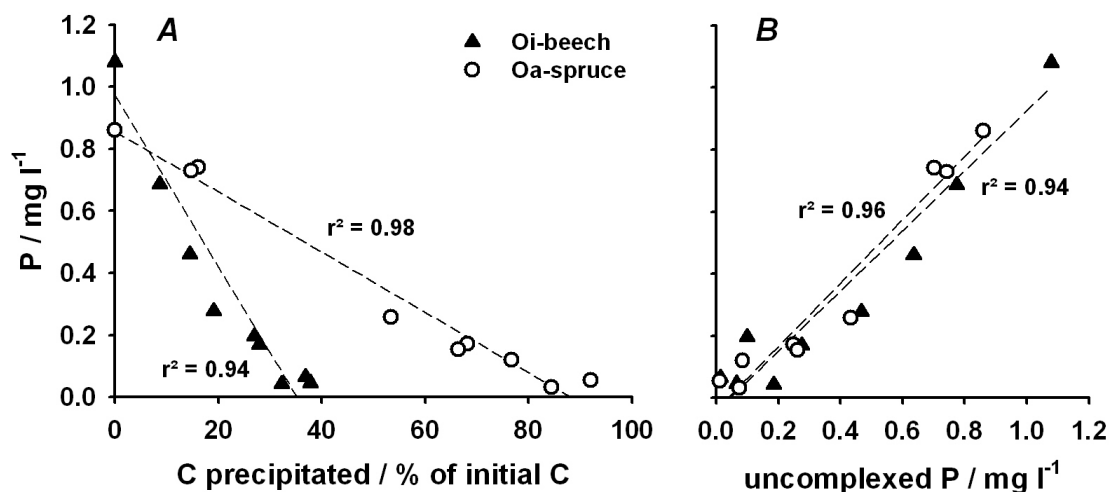 A
B
Oi-beech
Oa-spruce
P / mg l⁻¹
1.2
1.0
0.8
0.6
0.4
0.2
0.0
r² = 0.98
r² = 0.94
r² = 0.96
r² = 0.94
0 20 40 60 80 100
0.0 0.2 0.4 0.6 0.8 1.0 1.2
C precipitated / % of initial C
uncomplexed P / mg l⁻¹